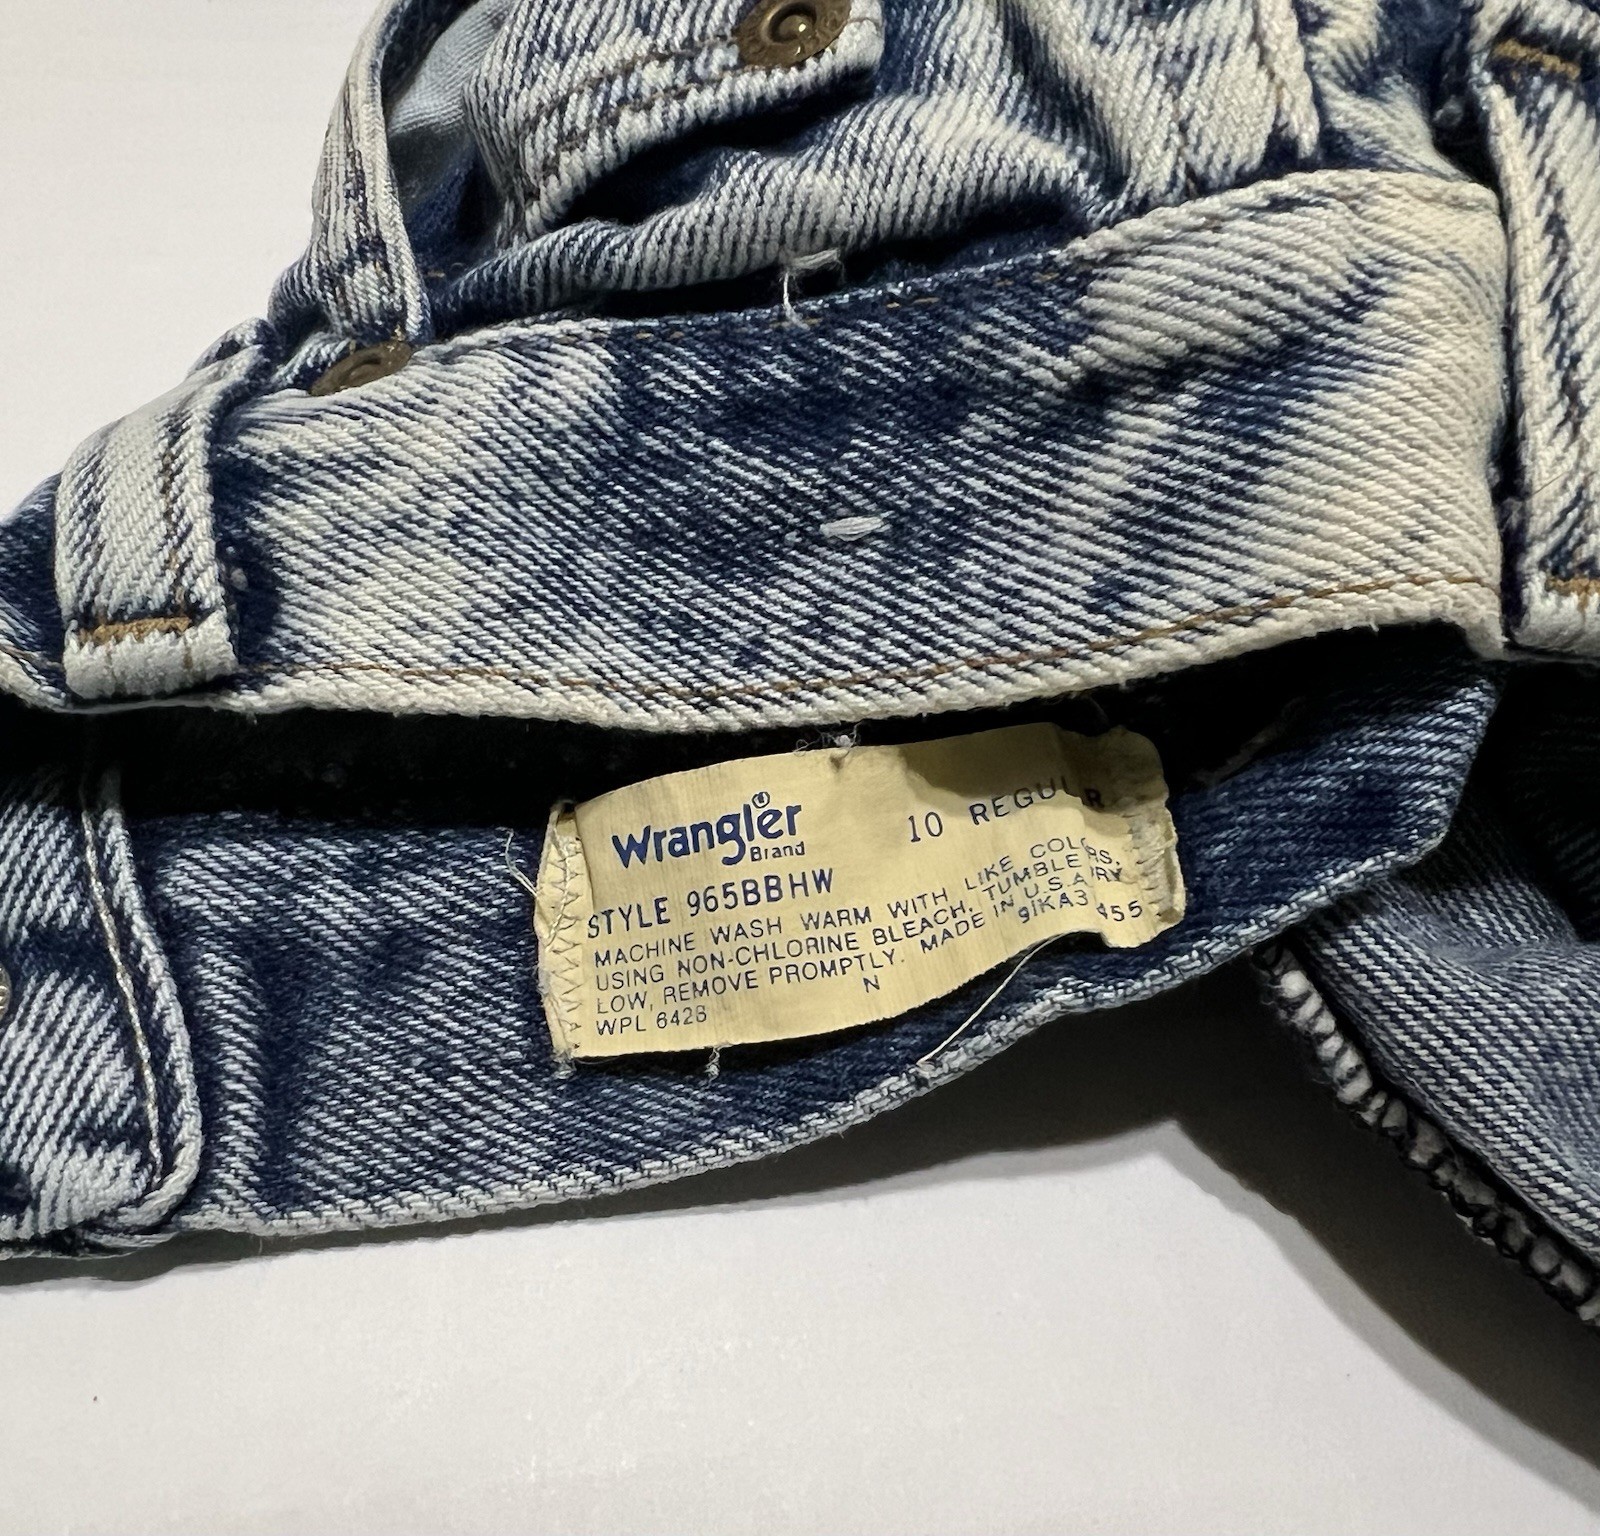 Wrangler®
Brand
10 REGULAR
STYLE 965BBHW
MACHINE WASH WARM WITH LIKE COLORS,
USING NON-CHLORINE BLEACH. TUMBLE DRY
LOW, REMOVE PROMPTLY. MADE IN U.S.A.
WPL 6428
N